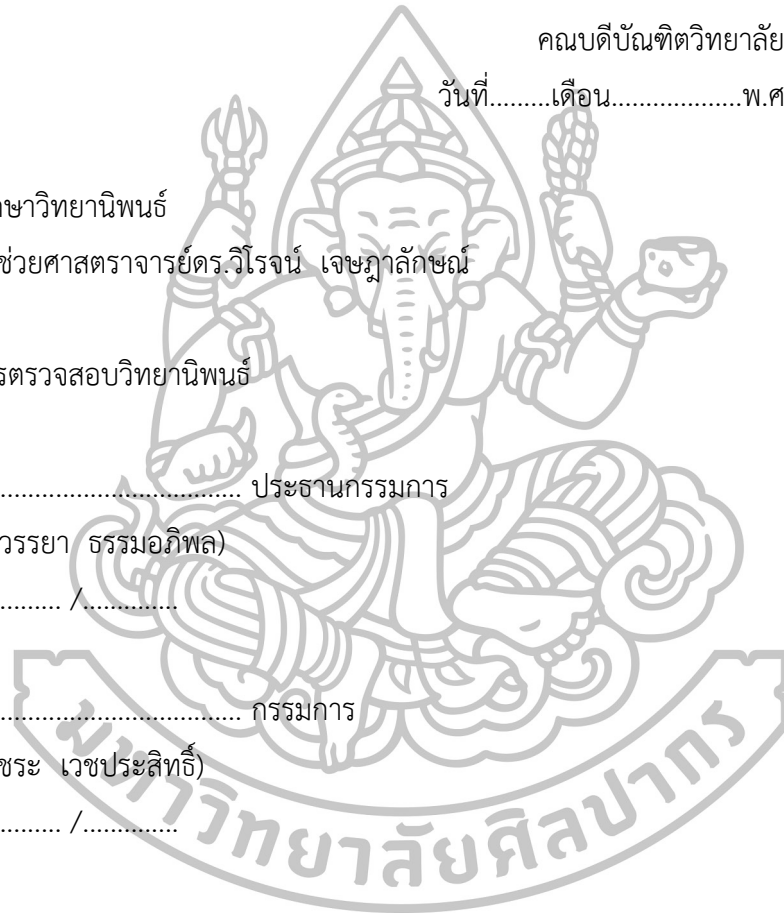 คณบดีบัณฑิตวิทยาลัย
วันที่.........เดือน...................พ.ศ
ษาวิทยานิพนธ์
ช่วยศาสตราจารย์ดร.วิโรจน์ เจษฎาลักษณ์
รตรวจสอบวิทยานิพนธ์
.................................... ประธานกรรมการ
วรรยา ธรรมอภิพล)
.......... /..............
.................................... กรรมการ
ชระ เวชประสิทธิ์)
.......... /..............
มหาวิทยาลัยศิลปากร